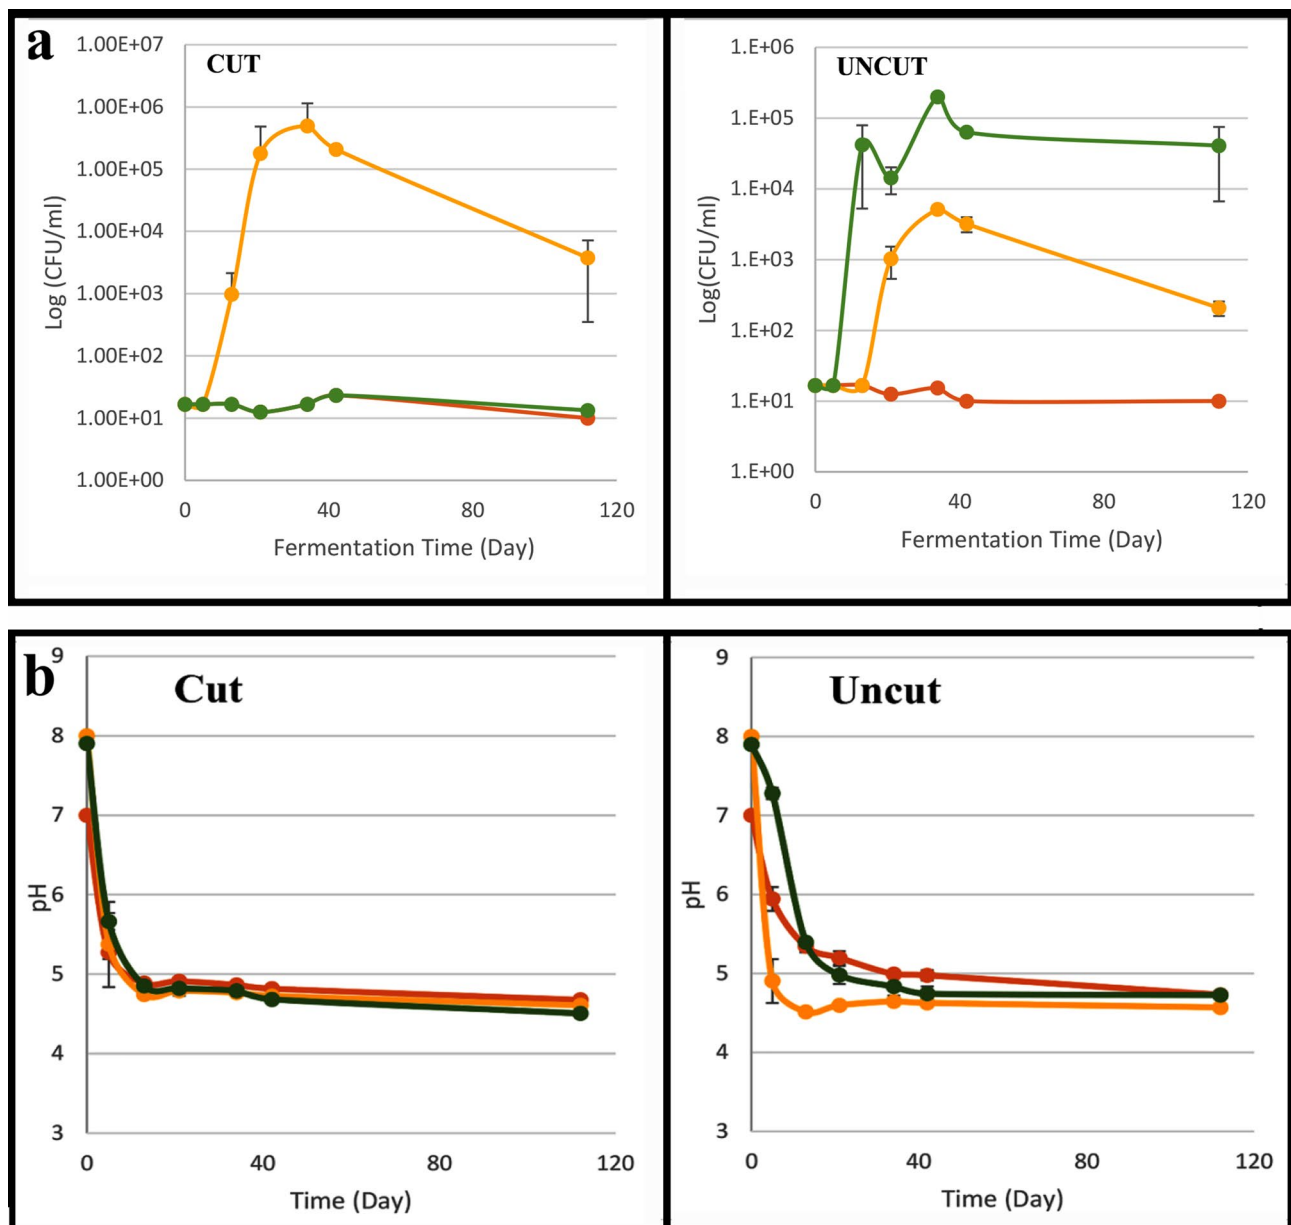 a
CUT
1.00E+07
1.00E+06
1.00E+05
1.00E+04
1.00E+03
1.00E+02
1.00E+01
1.00E+00
Log (CFU/ml)
0 40 80 120
Fermentation Time (Day)
UNCUT
1.E+06
1.E+05
1.E+04
1.E+03
1.E+02
1.E+01
1.E+00
Log(CFU/ml)
0 40 80 120
Fermentation Time (Day)
b
Cut
9
8
7
6
5
4
3
pH
0 40 80 120
Time (Day)
Uncut
9
8
7
6
5
4
3
pH
0 40 80 120
Time (Day)